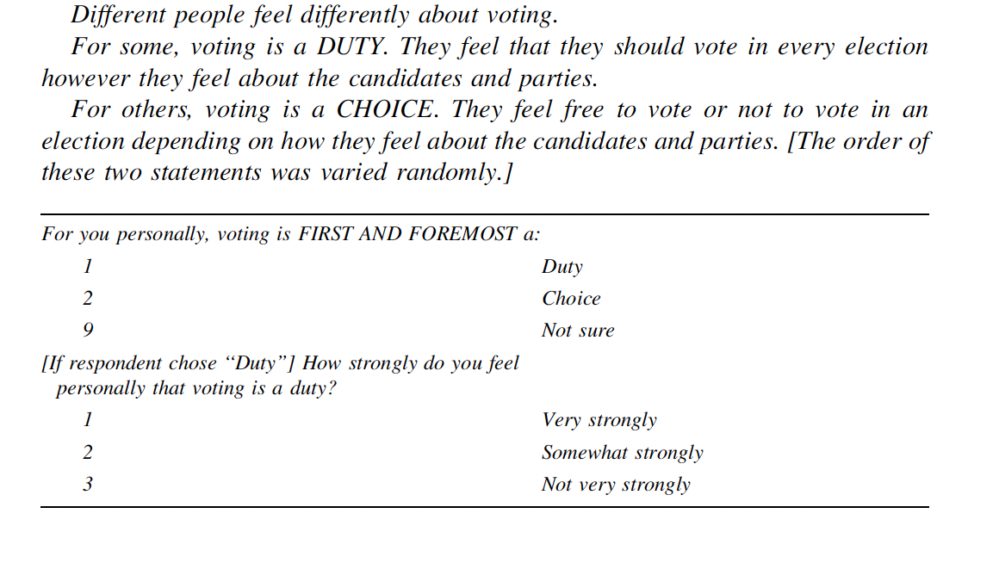 Different people feel differently about voting.
For some, voting is a DUTY. They feel that they should vote in every election
however they feel about the candidates and parties.
For others, voting is a CHOICE. They feel free to vote or not to vote in an
election depending on how they feel about the candidates and parties. [The order of
these two statements was varied randomly.]
For you personally, voting is FIRST AND FOREMOST a:
1 Duty
2 Choice
9 Not sure
[If respondent chose “Duty”] How strongly do you feel
personally that voting is a duty?
1 Very strongly
2 Somewhat strongly
3 Not very strongly